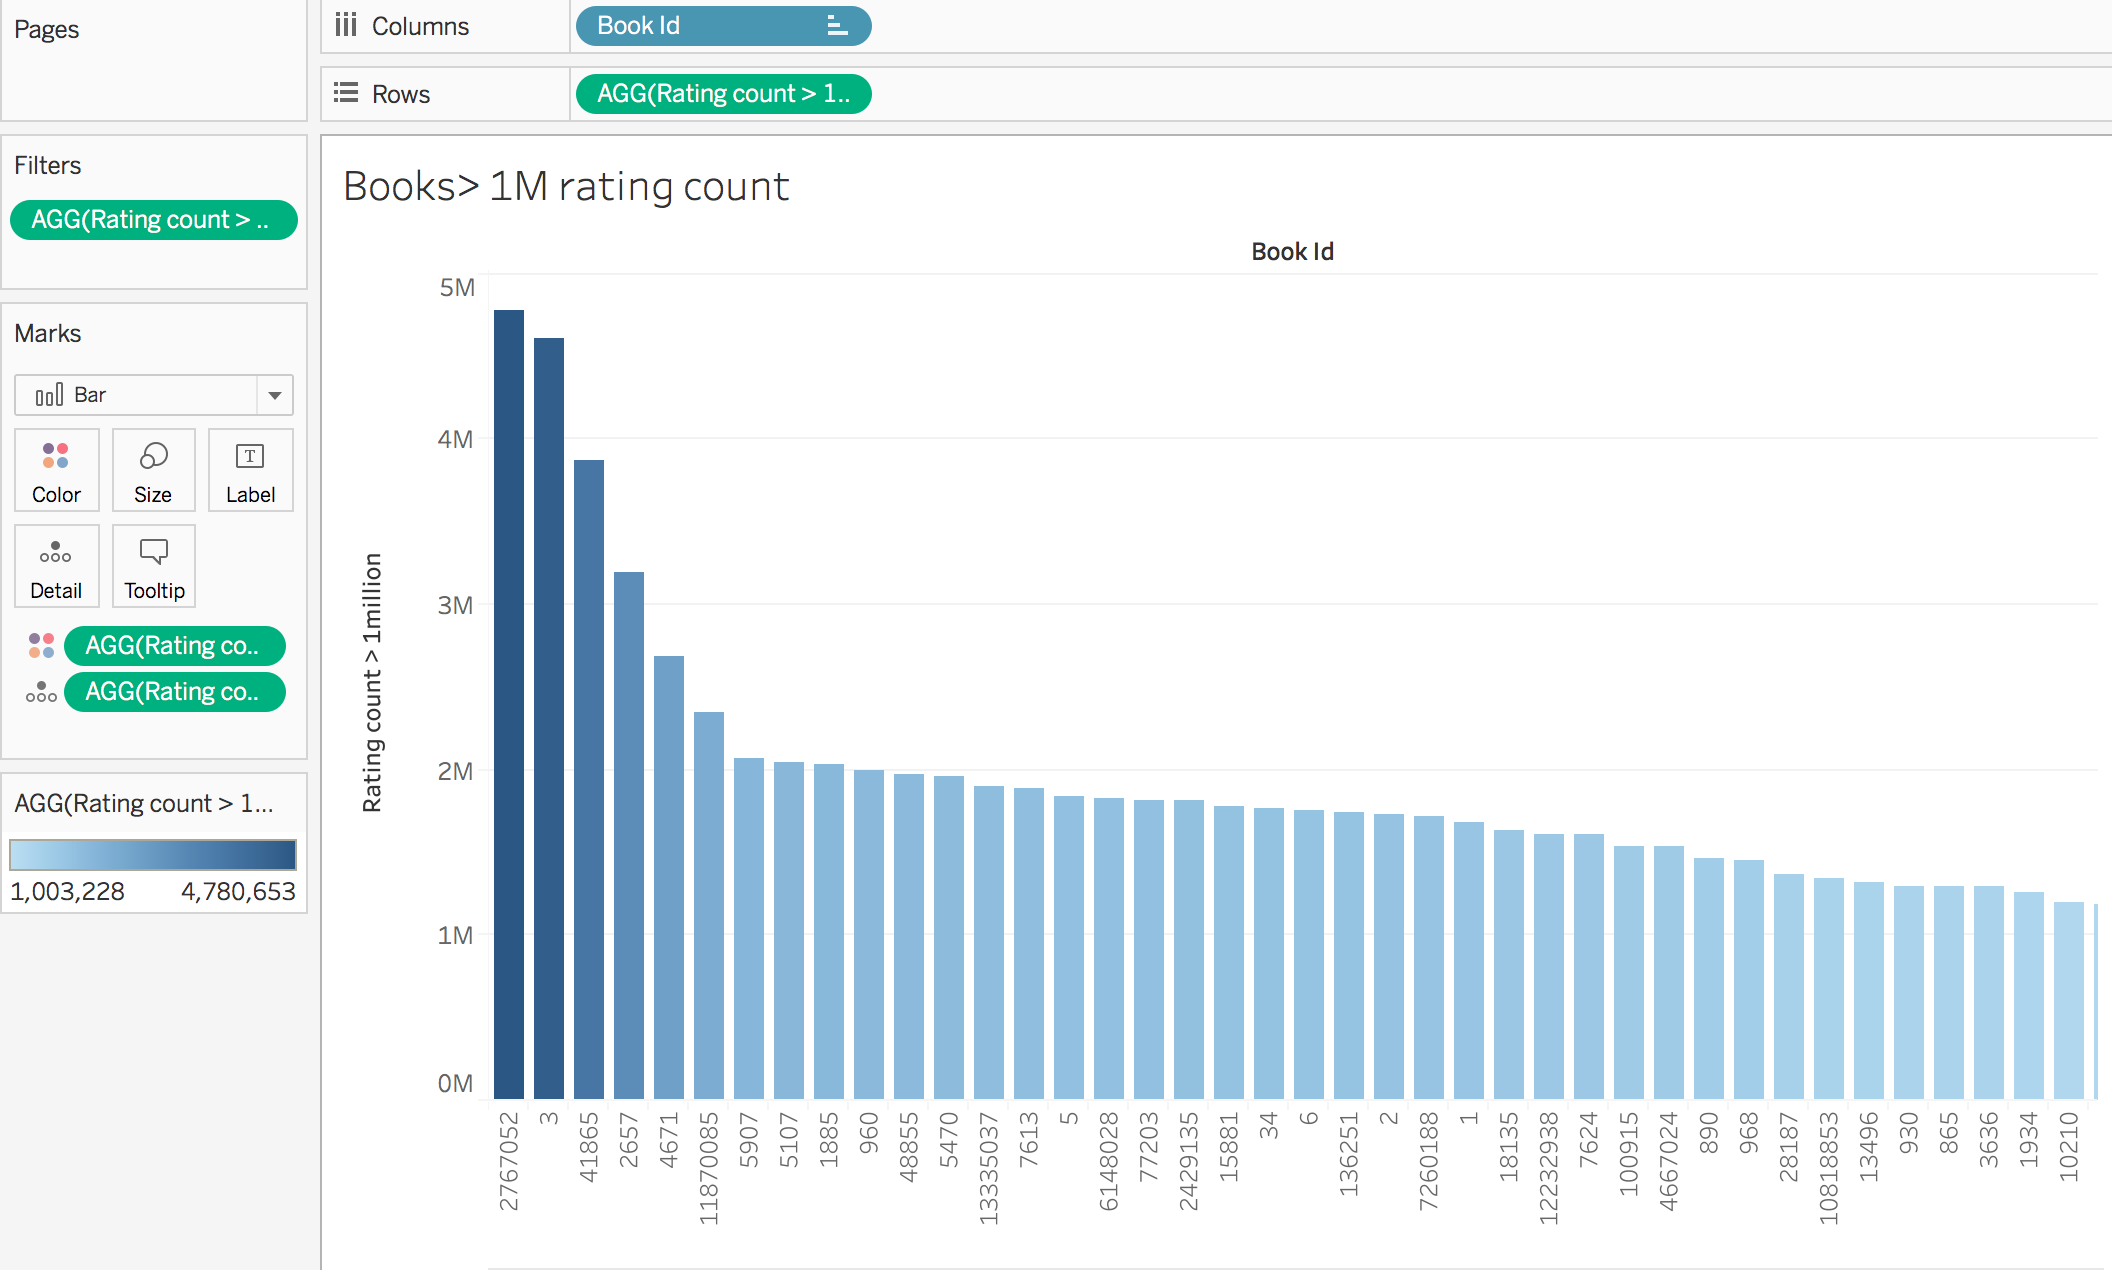 Pages
Columns
Book Id
Rows
AGG(Rating count > 1..
Filters
AGG(Rating count > ..
Marks
Bar
Color
Size
T
Label
Detail
Tooltip
AGG(Rating co..
AGG(Rating co..
AGG(Rating count > 1...
1,003,228 4,780,653
Books> 1M rating count
Book Id
Rating count > 1million
5M
4M
3M
2M
1M
0M
2767052
3
41865
2657
4671
11870085
5907
5107
1885
960
48855
5470
13335037
7613
5
6148028
77203
2429135
15881
34
6
136251
2
7260188
1
18135
12232938
7624
100915
4667024
890
968
28187
10818853
13496
930
865
3636
1934
10210